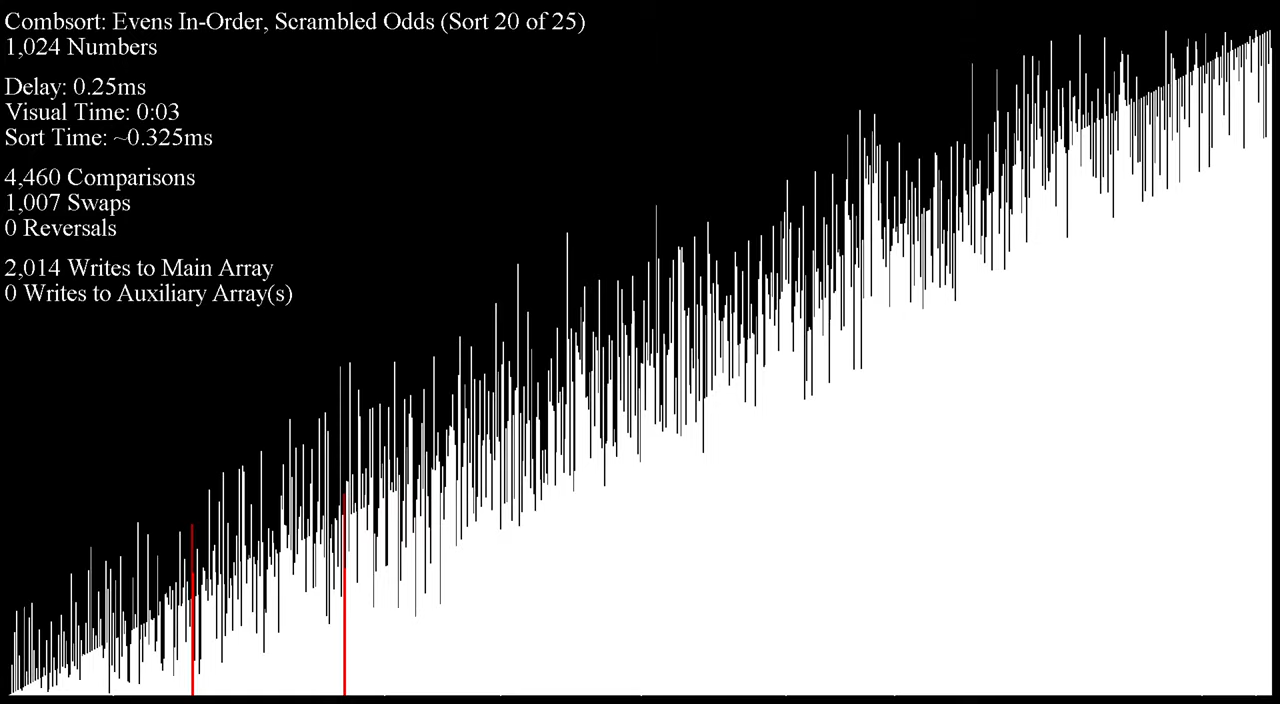 Combsort: Evens In-Order, Scrambled Odds (Sort 20 of 25)
1,024 Numbers
Delay: 0.25ms
Visual Time: 0:03
Sort Time: ~0.325ms
4,460 Comparisons
1,007 Swaps
0 Reversals
2,014 Writes to Main Array
0 Writes to Auxiliary Array(s)